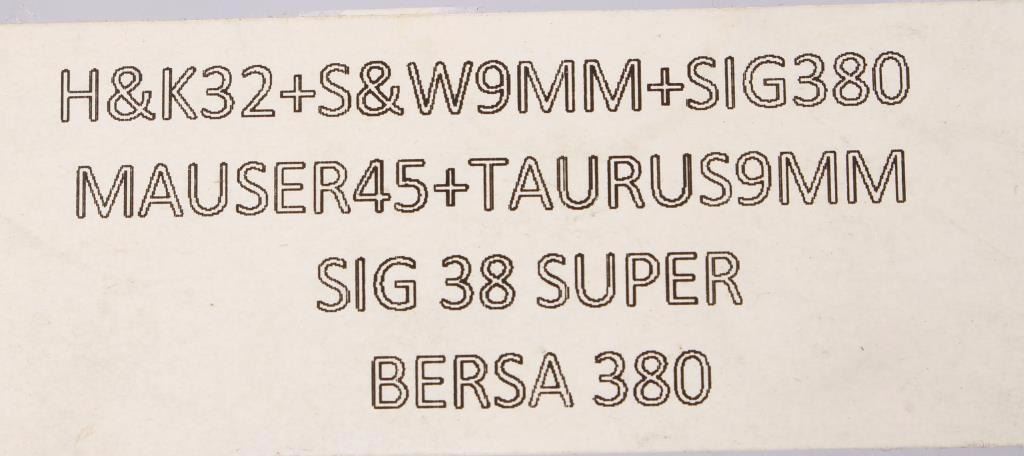 H&K32+S&W9MM+SIG380
MAUSER45+TAURUS9MM
SIG 38 SUPER
BERSA 380